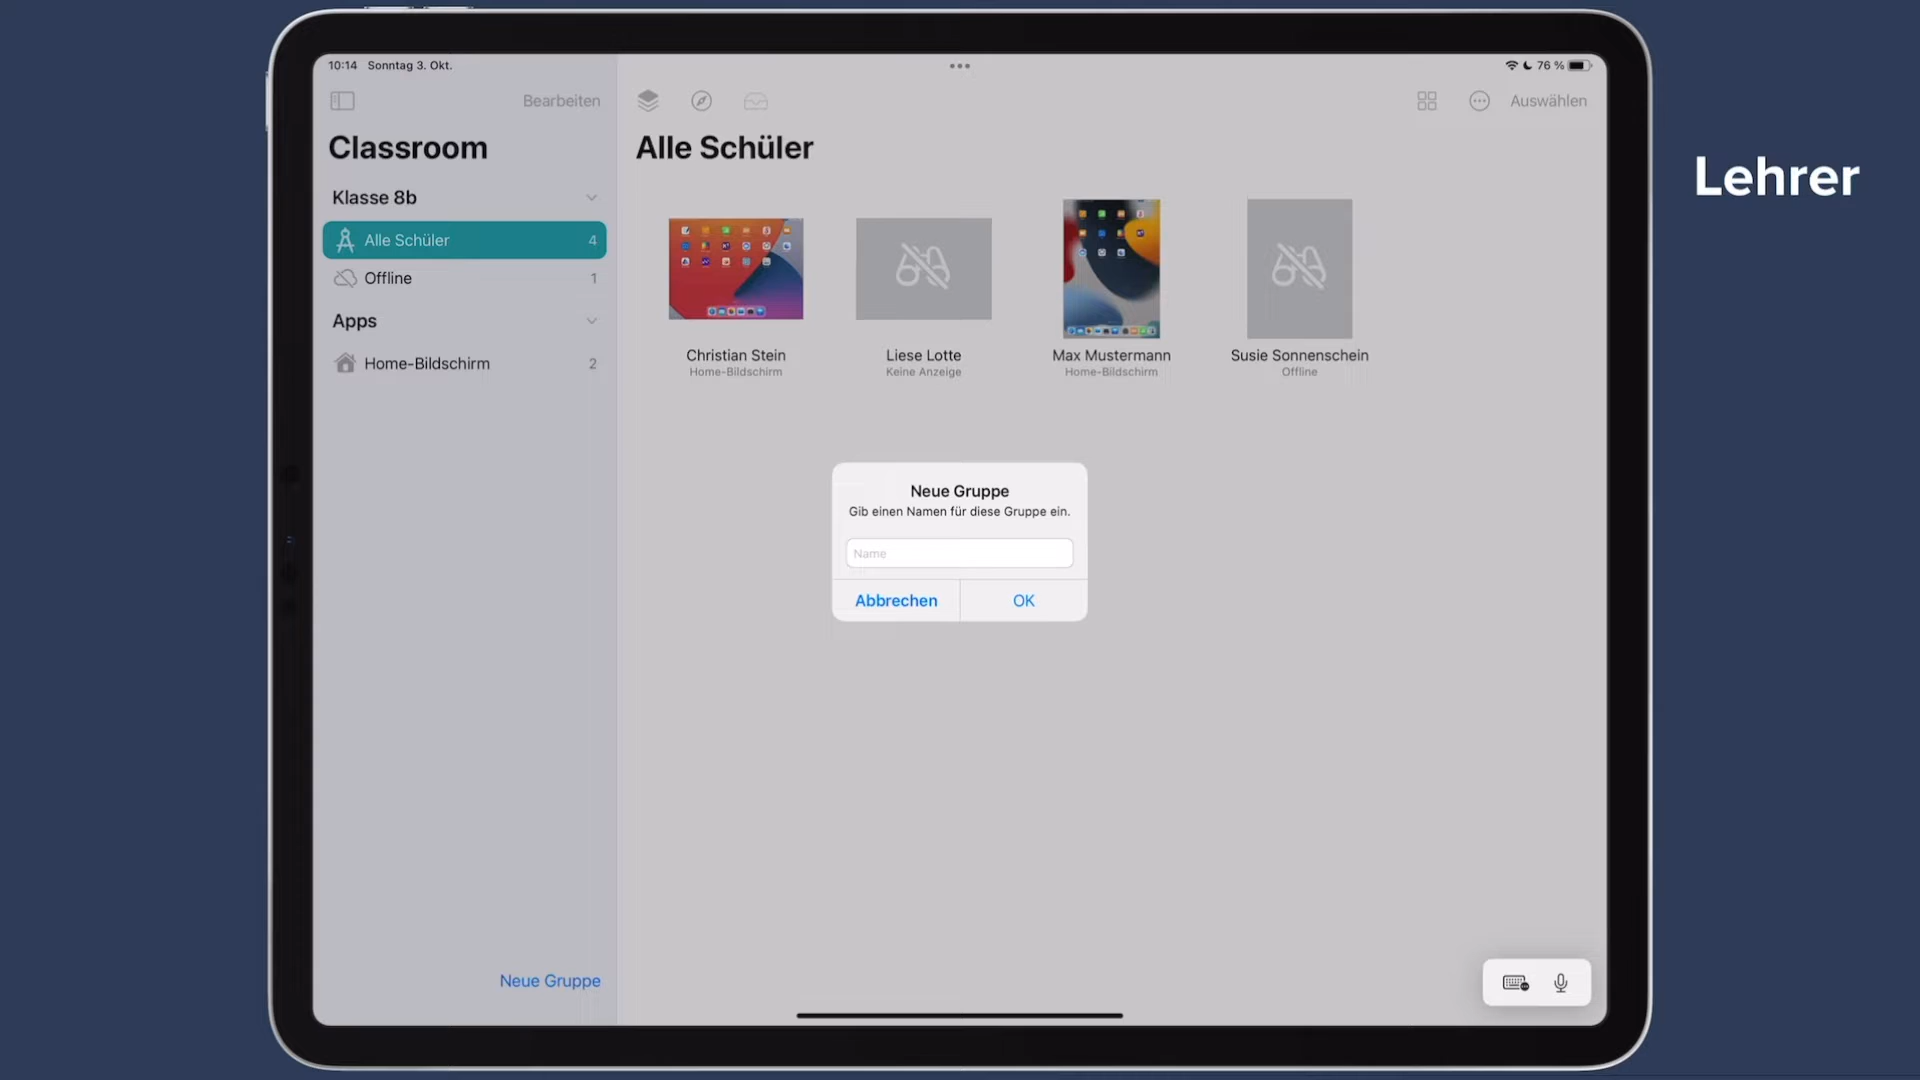 Lehrer
10:14 Sonntag 3. Okt.
76 %
Bearbeiten
Auswählen
Classroom
Alle Schüler
Klasse 8b
Alle Schüler 4
Offline 1
Apps
Home-Bildschirm 2
Christian Stein
Home-Bildschirm
Liese Lotte
Keine Anzeige
Max Mustermann
Home-Bildschirm
Susie Sonnenschein
Offline
Neue Gruppe
Gib einen Namen für diese Gruppe ein.
Name
Abbrechen
OK
Neue Gruppe